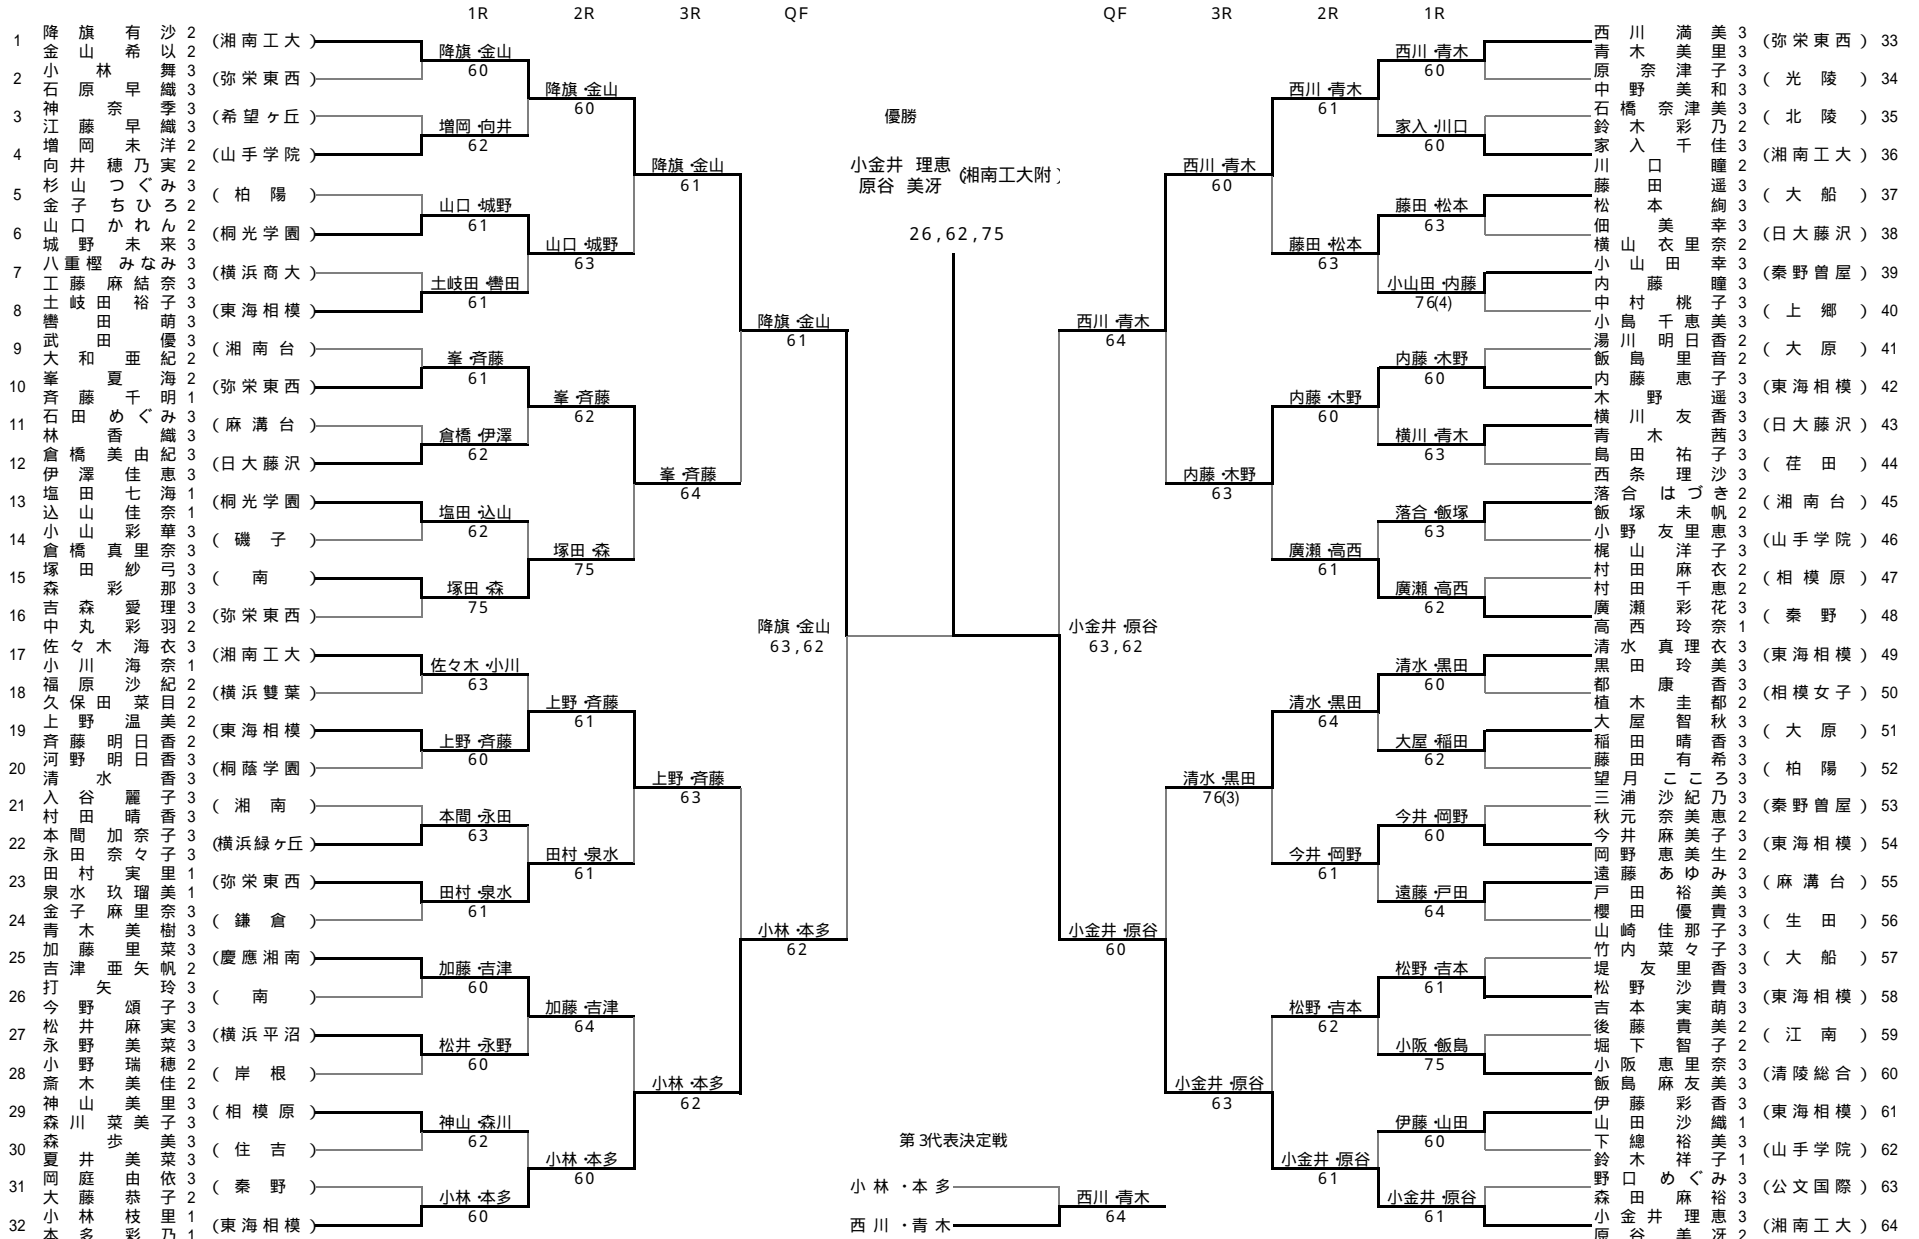 1R 2R 3R QF QF 3R 2R 1R
1 降旗 有沙 2 (湘南工大)
金山 希以 2
2 小林 舞 3 (弥栄東西)
石原 早織 3
3 神 奈季 3 (希望ヶ丘)
江藤 早織 3
4 増岡 未洋 2 (山手学院)
向井 穂乃実 2
5 杉山 つぐみ 3 (柏陽)
金子 ちひろ 2
6 山口 かれん 2 (桐光学園)
城野 未来 3
7 八重樫 みなみ 3 (横浜商大)
工藤 麻結奈 3
8 土岐田 裕子 3 (東海相模)
轡田 萌 3
9 武田 優 3 (湘南台)
大和 亜紀 2
10 峯 夏海 2 (弥栄東西)
斉藤 千明 1
11 石田 めぐみ 3 (麻溝台)
林 香織 3
12 倉橋 美由紀 3 (日大藤沢)
伊澤 佳恵 3
13 塩田 七海 1 (桐光学園)
込山 佳奈 1
14 小山 彩華 3 (磯子)
倉橋 真里奈 3
15 塚田 紗弓 3 (南)
森 彩那 3
16 吉森 愛理 3 (弥栄東西)
中丸 彩羽 2
17 佐々木 海衣 3 (湘南工大)
小川 海奈 1
18 福原 沙紀 2 (横浜雙葉)
久保田 菜目 2
19 上野 温美 2 (東海相模)
斉藤 明日香 2
20 河野 明日香 3 (桐蔭学園)
清水 香 3
21 入谷 麗子 3 (湘南)
村田 晴香 3
22 本間 加奈子 3 (横浜緑ヶ丘)
永田 奈々子 3
23 田村 実里 1 (弥栄東西)
泉水 玖瑠美 1
24 金子 麻里奈 3 (鎌倉)
青木 美樹 3
25 加藤 里菜 3 (慶應湘南)
吉津 亜矢帆 2
26 打矢 玲 3 (南)
今野 頌子 3
27 松井 麻実 3 (横浜平沼)
永野 美菜 3
28 小野 瑞穂 2 (岸根)
斎木 美佳 2
29 神山 美里 3 (相模原)
森川 菜美子 3
30 森 歩美 3 (住吉)
夏井 美菜 3
31 岡庭 由依 3 (秦野)
大藤 恭子 2
32 小林 枝里 1 (東海相模)
本多 彩乃 1
降旗・金山
60
増岡・向井
62
山口・城野
61
土岐田・轡田
61
峯・斉藤
61
倉橋・伊澤
62
塩田・込山
62
塚田・森
75
佐々木・小川
63
上野・斉藤
60
本間・永田
63
田村・泉水
61
加藤・吉津
60
松井・永野
60
神山・森川
62
小林・本多
60
降旗・金山
60
山口・城野
63
峯・斉藤
62
塚田・森
75
上野・斉藤
61
田村・泉水
61
加藤・吉津
64
小林・本多
60
降旗・金山
61
峯・斉藤
64
上野・斉藤
63
小林・本多
62
降旗・金山
61
小林・本多
62
降旗・金山
63,62
優勝
小金井 理恵
原谷 美冴 (湘南工大附)
26,62,75
第3代表決定戦
小林・本多
西川・青木
西川・青木
64
小金井・原谷
63,62
西川・青木
64
小金井・原谷
60
西川・青木
60
内藤・木野
63
清水・黒田
76(3)
小金井・原谷
63
西川・青木
61
藤田・松本
63
内藤・木野
60
廣瀬・高西
61
清水・黒田
64
今井・岡野
61
松野・吉本
62
小金井・原谷
61
西川・青木
60
家入・川口
60
藤田・松本
63
小山田・内藤
76(4)
内藤・木野
60
横川・青木
63
落合・飯塚
63
廣瀬・高西
62
清水・黒田
60
大屋・稲田
62
今井・岡野
60
遠藤・戸田
64
松野・吉本
61
小阪・飯島
75
伊藤・山田
60
小金井・原谷
61
西川 満美 3 (弥栄東西) 33
青木 美里 3
原 奈津子 3 (光陵) 34
中野 美和 3
石橋 奈津美 3 (北陵) 35
鈴木 彩乃 2
家入 千佳 3 (湘南工大) 36
川口 瞳 2
藤田 遥 3 (大船) 37
松本 絢 3
佃 美幸 3 (日大藤沢) 38
横山 衣里奈 2
小山田 幸 3 (秦野曽屋) 39
内藤 瞳 3
中村 桃子 3 (上郷) 40
小島 千恵美 3
湯川 明日香 2 (大原) 41
飯島 里音 2
内藤 恵子 3 (東海相模) 42
木野 遥 3
横川 友香 3 (日大藤沢) 43
青木 茜 3
島田 祐子 3 (荏田) 44
西条 理沙 3
落合 はづき 2 (湘南台) 45
飯塚 未帆 2
小野 友里恵 3 (山手学院) 46
梶山 洋子 3
村田 麻衣 2 (相模原) 47
村田 千恵 2
廣瀬 彩花 3 (秦野) 48
高西 玲奈 1
清水 真理衣 3 (東海相模) 49
黒田 玲美 3
都 康香 3 (相模女子) 50
植木 圭都 2
大屋 智秋 3 (大原) 51
稲田 晴香 3
藤田 有希 3 (柏陽) 52
望月 こころ 3
三浦 沙紀乃 3 (秦野曽屋) 53
秋元 奈美恵 2
今井 麻美子 3 (東海相模) 54
岡野 恵美生 2
遠藤 あゆみ 3 (麻溝台) 55
戸田 裕美 3
櫻田 優貴 3 (生田) 56
山崎 佳那子 3
竹内 菜々子 3 (大船) 57
堤 友里香 3
松野 沙貴 3 (東海相模) 58
吉本 実萌 3
後藤 貴美 2 (江南) 59
堀下 智子 2
小阪 恵里奈 3 (清陵総合) 60
飯島 麻友美 3
伊藤 彩香 3 (東海相模) 61
山田 沙織 1
下總 裕美 3 (山手学院) 62
鈴木 祥子 1
野口 めぐみ 3 (公文国際) 63
森田 麻裕 3
小金井 理恵 3 (湘南工大) 64
原谷 美冴 2